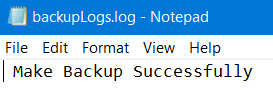 backupLogs.log - Notepad
File Edit Format View Help
Make Backup Successfully